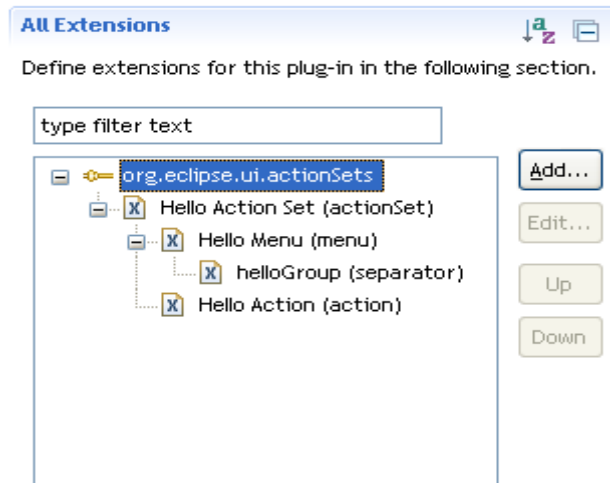 All Extensions
Define extensions for this plug-in in the following section.
type filter text
org.eclipse.ui.actionSets
Add...
Hello Action Set (actionSet)
Edit...
Hello Menu (menu)
helloGroup (separator)
Up
Hello Action (action)
Down